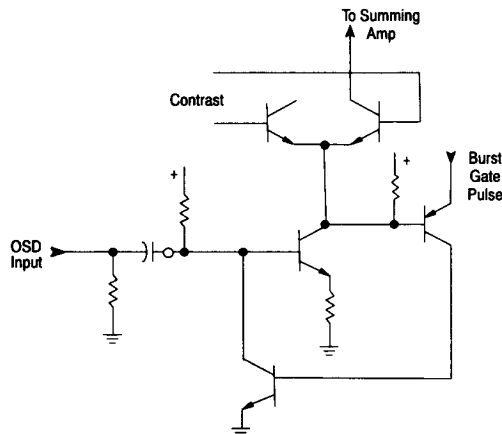 To Summing
Amp
Contrast
+
Burst
Gate
Pulse
+
OSD
Input